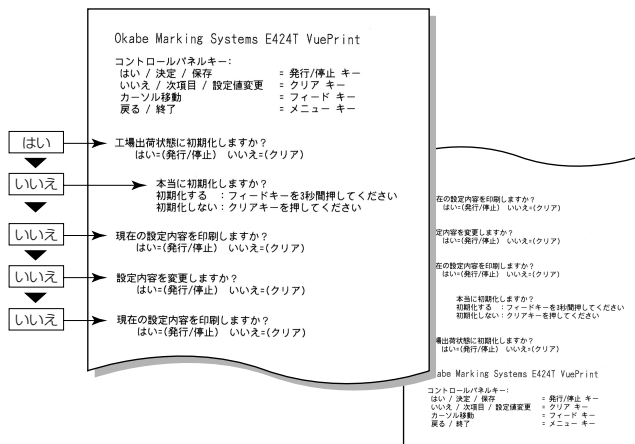 Okabe Marking Systems E424T VuePrint
コントロールパネルキー：
はい / 決定 / 保存 = 発行/停止 キー
いいえ / 次項目 / 設定値変更 = クリア キー
カーソル移動 = フィード キー
戻る / 終了 = メニュー キー
はい
工場出荷状態に初期化しますか？
はい=(発行/停止) いいえ=(クリア)
いいえ
本当に初期化しますか？
初期化する ：フィードキーを3秒間押してください
初期化しない：クリアキーを押してください
いいえ
現在の設定内容を印刷しますか？
はい=(発行/停止) いいえ=(クリア)
いいえ
設定内容を変更しますか？
はい=(発行/停止) いいえ=(クリア)
いいえ
現在の設定内容を印刷しますか？
はい=(発行/停止) いいえ=(クリア)
在の設定内容を印刷しますか？
はい=(発行/停止) いいえ=(クリア)
定内容を変更しますか？
はい=(発行/停止) いいえ=(クリア)
在の設定内容を印刷しますか？
はい=(発行/停止) いいえ=(クリア)
本当に初期化しますか？
初期化する ：フィードキーを3秒間押してください
初期化しない：クリアキーを押してください
場出荷状態に初期化しますか？
はい=(発行/停止) いいえ=(クリア)
abe Marking Systems E424T VuePrint
コントロールパネルキー：
はい / 決定 / 保存 = 発行/停止 キー
いいえ / 次項目 / 設定値変更 = クリア キー
カーソル移動 = フィード キー
戻る / 終了 = メニュー キー